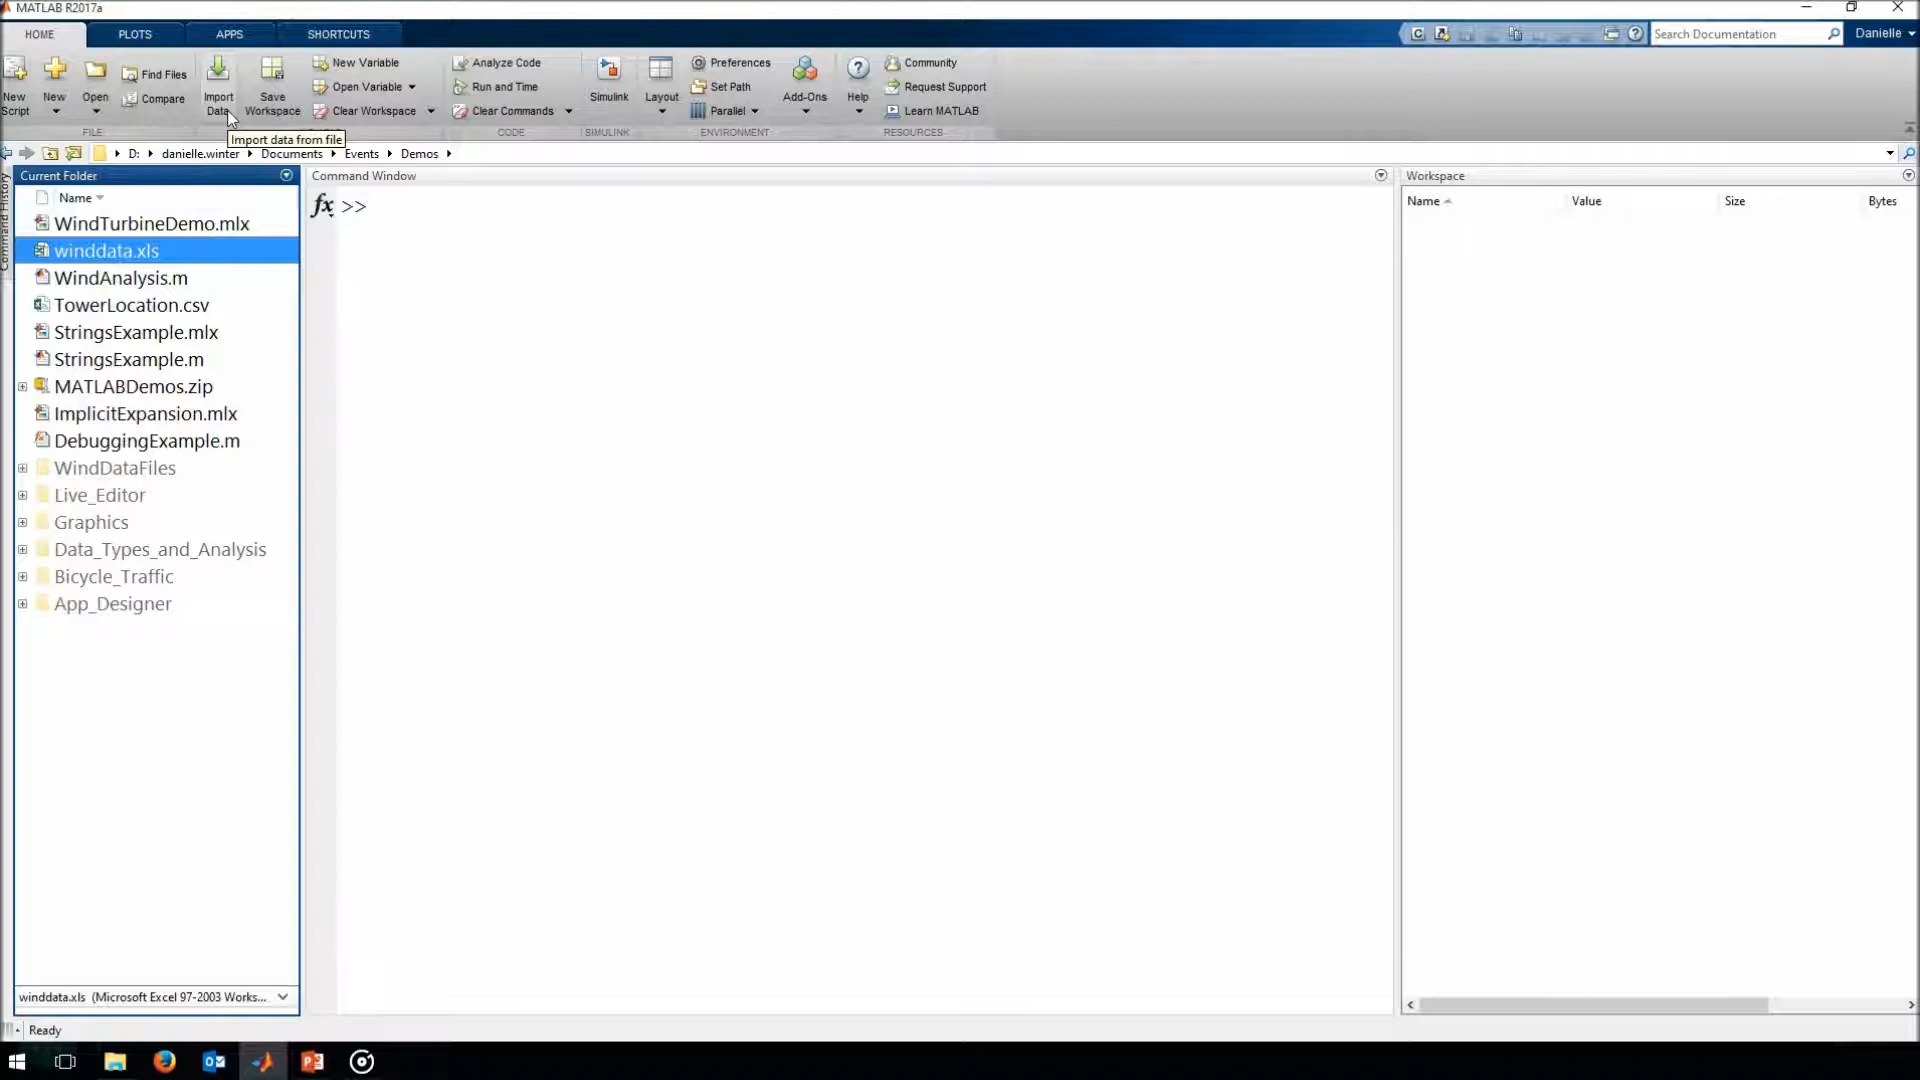 MATLAB R2017a
HOME PLOTS APPS SHORTCUTS
Search Documentation
Danielle
New Script
New
Open
Find Files
Compare
Import Data
Save Workspace
New Variable
Open Variable
Clear Workspace
Analyze Code
Run and Time
Clear Commands
Simulink
Layout
Preferences
Set Path
Parallel
Add-Ons
Help
Community
Request Support
Learn MATLAB
FILE CODE SIMULINK ENVIRONMENT RESOURCES
Import data from file
D: danielle.winter Documents Events Demos
Command History
Current Folder
Name
WindTurbineDemo.mlx
winddata.xls
WindAnalysis.m
TowerLocation.csv
StringsExample.mlx
StringsExample.m
MATLABDemos.zip
ImplicitExpansion.mlx
DebuggingExample.m
WindDataFiles
Live_Editor
Graphics
Data_Types_and_Analysis
Bicycle_Traffic
App_Designer
winddata.xls (Microsoft Excel 97-2003 Works...
Command Window
fx >>
Workspace
Name Value Size Bytes
Ready